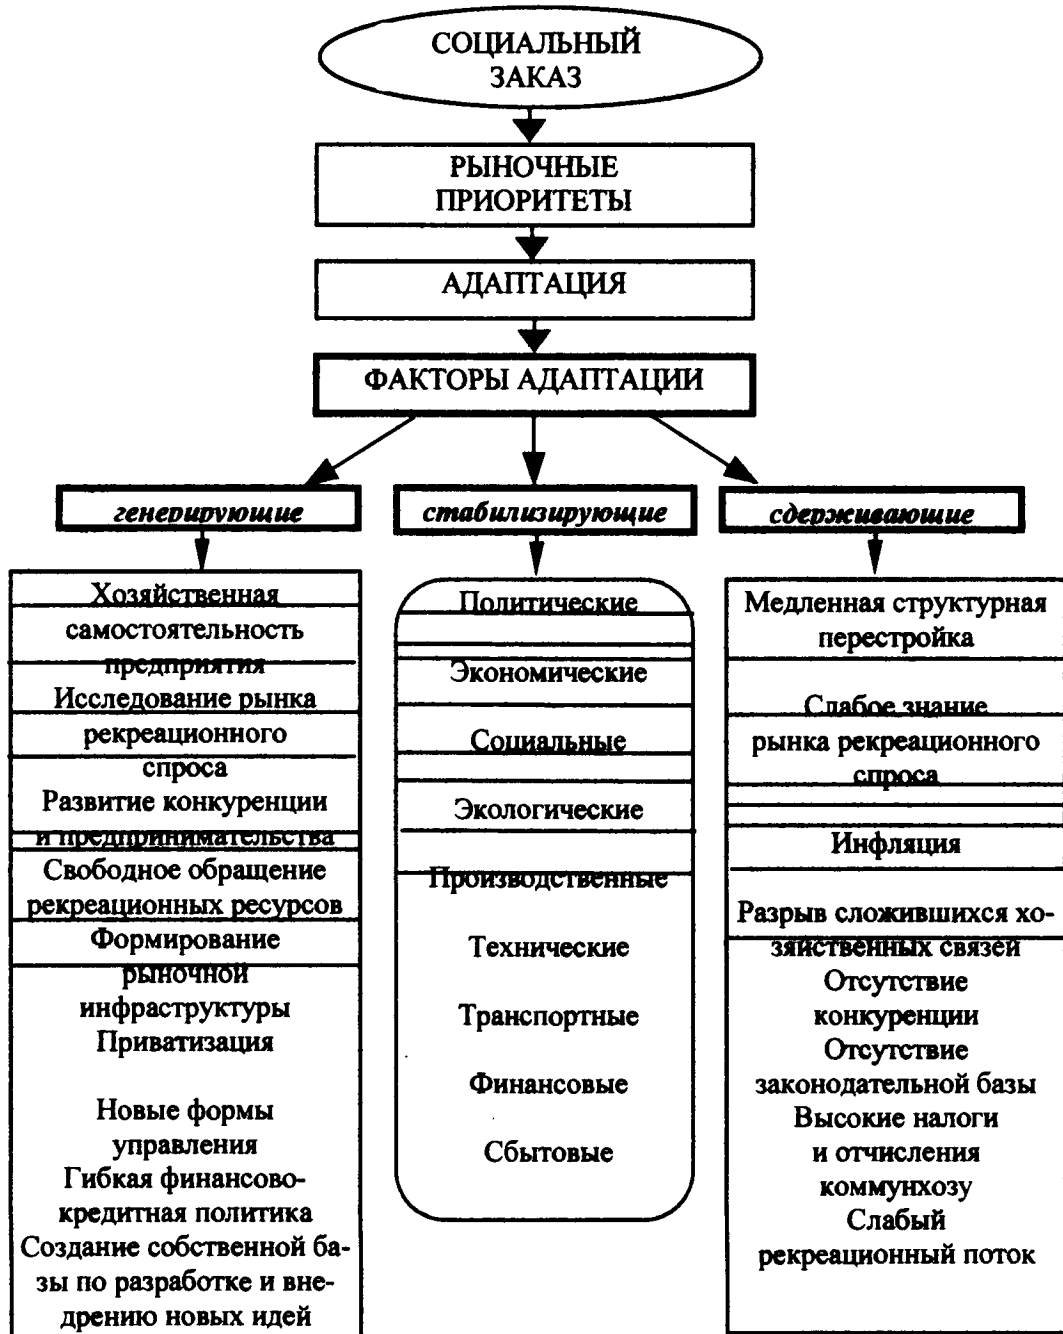 СОЦИАЛЬНЫЙ
ЗАКАЗ
РЫНОЧНЫЕ
ПРИОРИТЕТЫ
АДАПТАЦИЯ
ФАКТОРЫ АДАПТАЦИИ
генерирующие
стабилизирующие
сдерживающие
Хозяйственная
самостоятельность
предприятия
Исследование рынка
рекреационного
спроса
Развитие конкуренции
и предпринимательства
Свободное обращение
рекреационных ресурсов
Формирование
рыночной
инфраструктуры
Приватизация
Новые формы
управления
Гибкая финансово-
кредитная политика
Создание собственной ба-
зы по разработке и вне-
дрению новых идей
Политические
Экономические
Социальные
Экологические
Производственные
Технические
Транспортные
Финансовые
Сбытовые
Медленная структурная
перестройка
Слабое знание
рынка рекреационного
спроса
Инфляция
Разрыв сложившихся хо-
зяйственных связей
Отсутствие
конкуренции
Отсутствие
законодательной базы
Высокие налоги
и отчисления
коммунхозу
Слабый
рекреационный поток